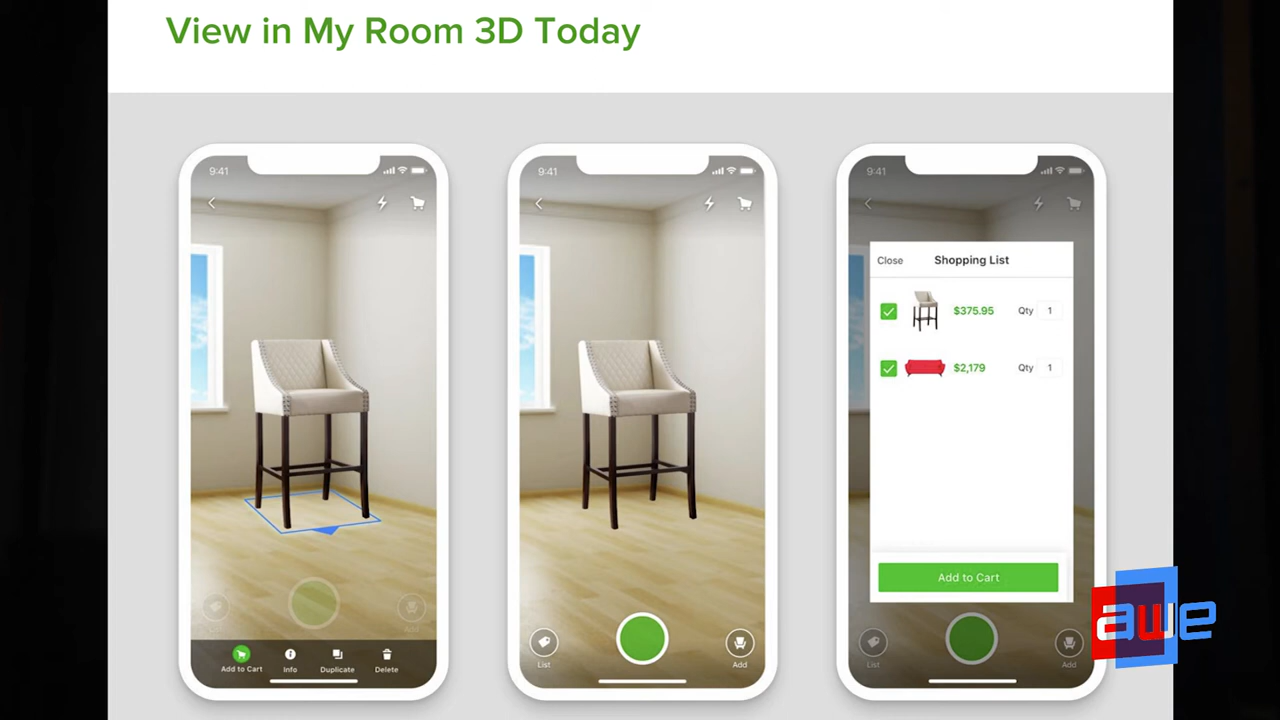 View in My Room 3D Today
9:41
Add to Cart Info Duplicate Delete
9:41
List Add
9:41
Close Shopping List
$375.95 Qty 1
$2,179 Qty 1
Add to Cart
List Add
awe